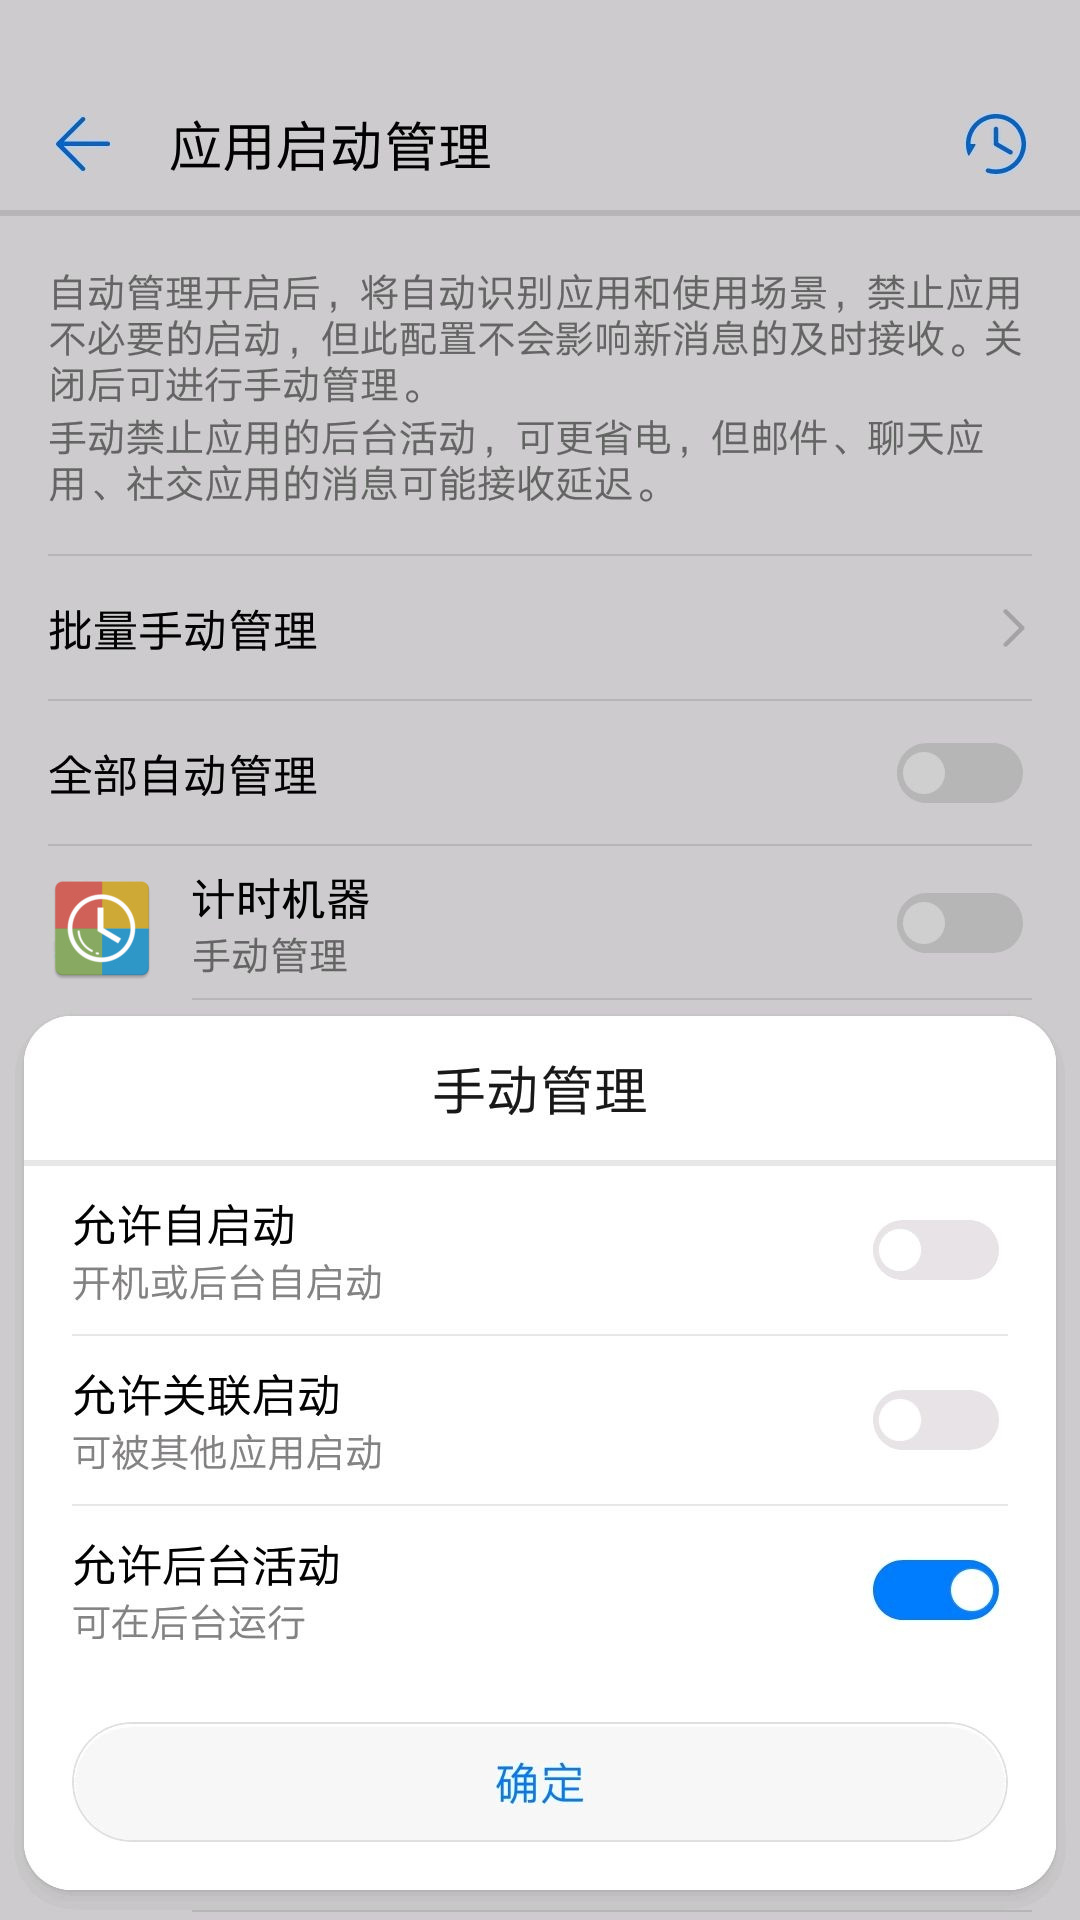 应用启动管理
自动管理开启后，将自动识别应用和使用场景，禁止应用
不必要的启动，但此配置不会影响新消息的及时接收。关
闭后可进行手动管理。
手动禁止应用的后台活动，可更省电，但邮件、聊天应
用、社交应用的消息可能接收延迟。
批量手动管理
全部自动管理
计时机器
手动管理
手动管理
允许自启动
开机或后台自启动
允许关联启动
可被其他应用启动
允许后台活动
可在后台运行
确定